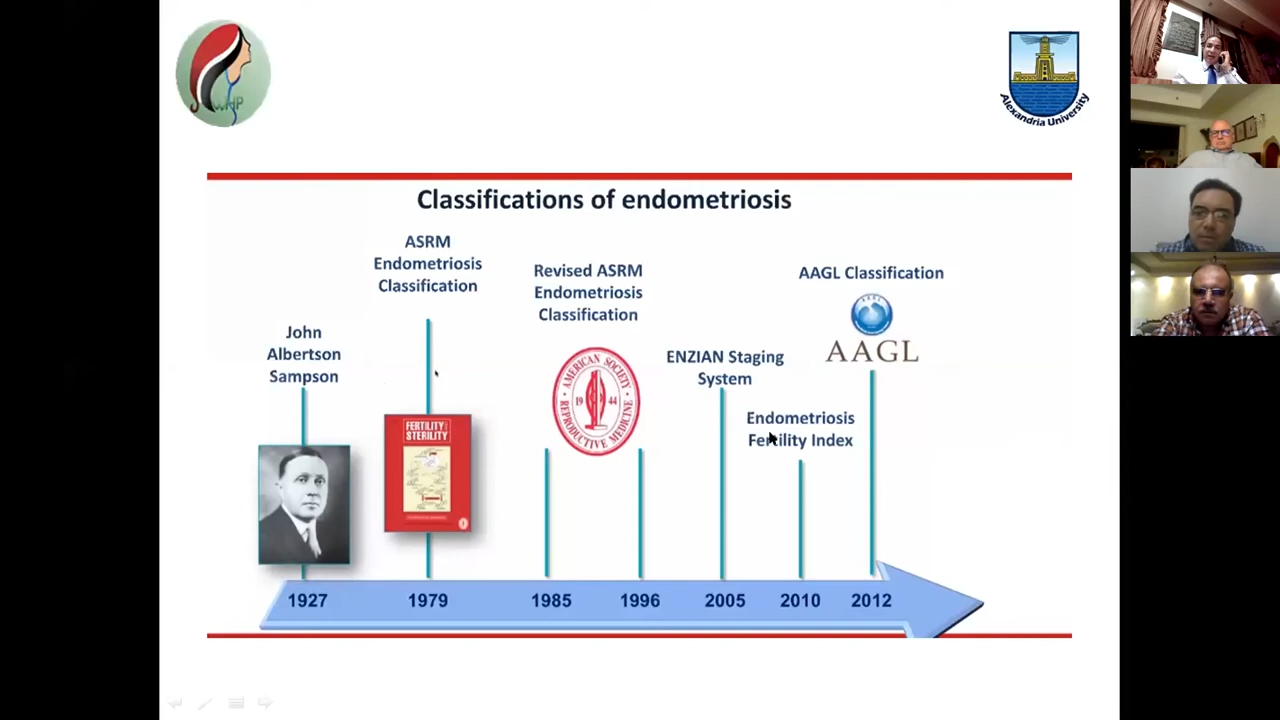 WHP
Alexandria University
Classifications of endometriosis
John
Albertson
Sampson
ASRM
Endometriosis
Classification
FERTILITY
STERILITY
Revised ASRM
Endometriosis
Classification
AMERICAN SOCIETY
19 44
REPRODUCTIVE MEDICINE
ENZIAN Staging
System
Endometriosis
Fertility Index
AAGL Classification
AAGL
1927
1979
1985
1996
2005
2010
2012